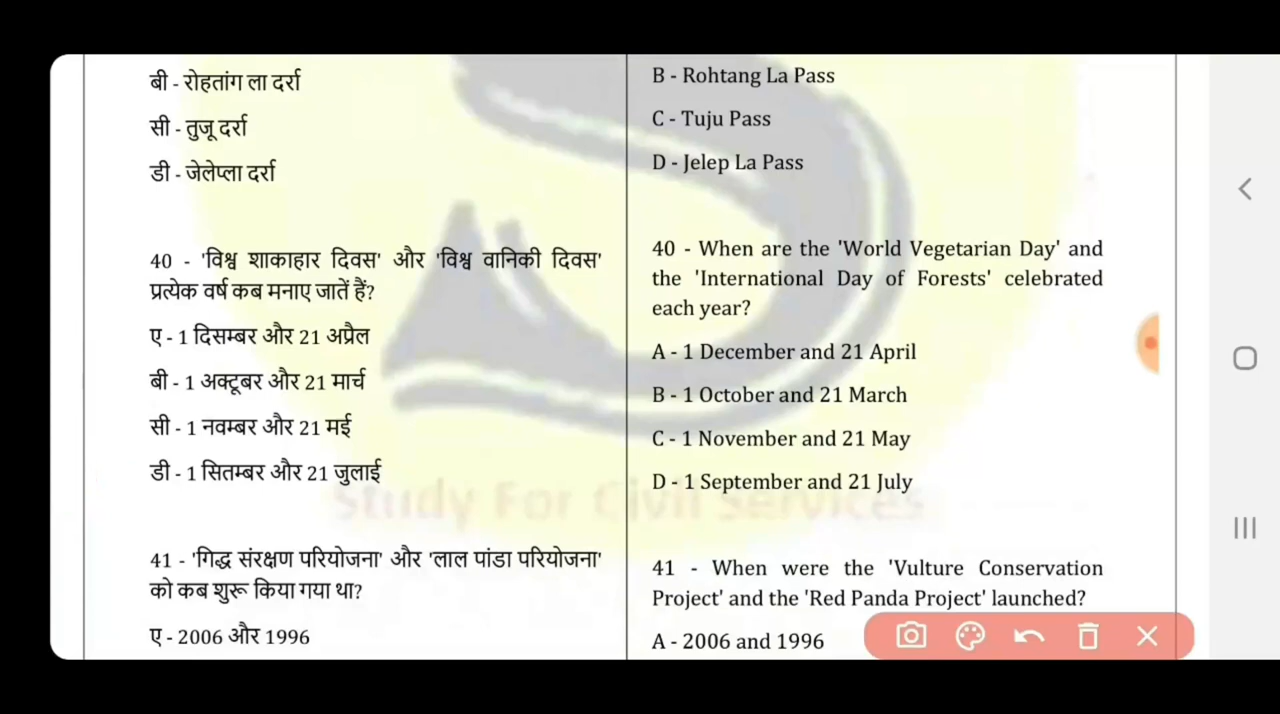 बी - रोहतांग ला दर्रा
सी - तुजू दर्रा
डी - जेलेप्ला दर्रा
40 - 'विश्व शाकाहार दिवस' और 'विश्व वानिकी दिवस'
प्रत्येक वर्ष कब मनाए जातें हैं?
ए - 1 दिसम्बर और 21 अप्रैल
बी - 1 अक्टूबर और 21 मार्च
सी - 1 नवम्बर और 21 मई
डी - 1 सितम्बर और 21 जुलाई
41 - 'गिद्ध संरक्षण परियोजना' और 'लाल पांडा परियोजना'
को कब शुरू किया गया था?
ए - 2006 और 1996
B - Rohtang La Pass
C - Tuju Pass
D - Jelep La Pass
40 - When are the 'World Vegetarian Day' and
the 'International Day of Forests' celebrated
each year?
A - 1 December and 21 April
B - 1 October and 21 March
C - 1 November and 21 May
D - 1 September and 21 July
41 - When were the 'Vulture Conservation
Project' and the 'Red Panda Project' launched?
A - 2006 and 1996
Study For Civil Services